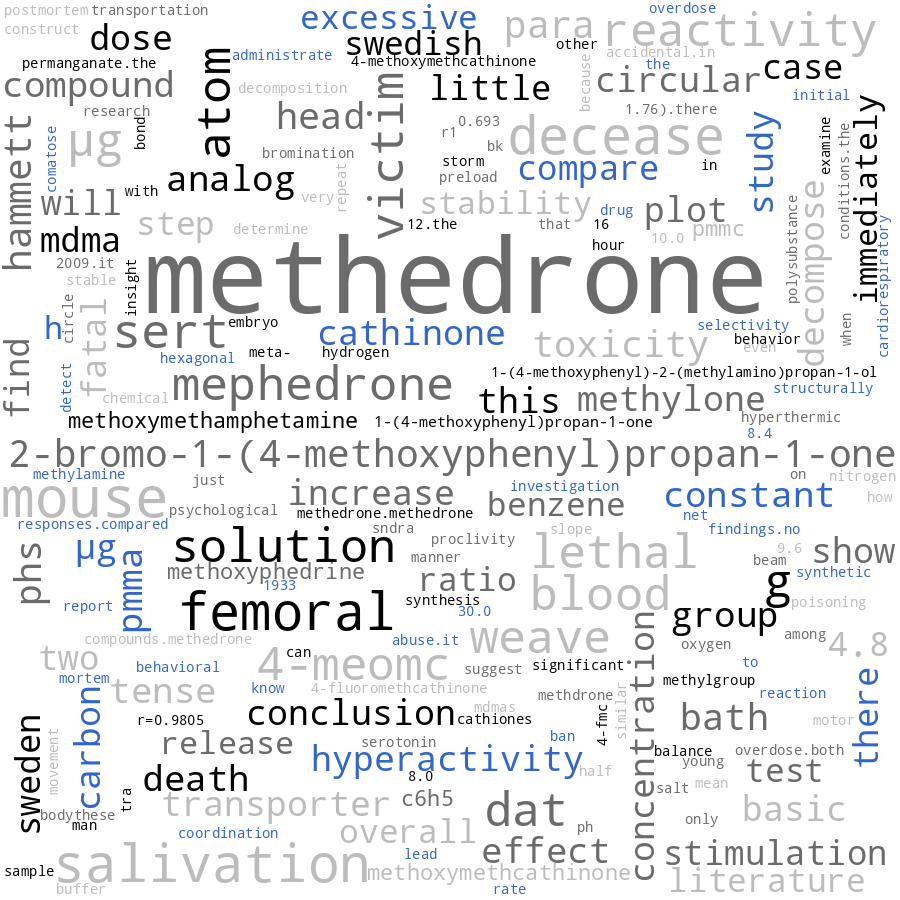 postmortem transportation
construct
excessive
overdose
para
reactivity
dose
atom
administrate
swedish
other
accidental.in
permanganate.the
4-methoxymethcathinone
the
case
compound
decomposition
victim
little
because
circular
initial
research
head
1.76).there
µg
bond
r1
0.693
bk
decease
study
examine
conditions.the
immediately
hammett
comatose
bromination
storm
compare
in
analog
preload
will
with
very
repeat
stability
drug
plot
polysubstance
decompose
step
determine
12.the
that
16
pmmc
mdma
hour
10.0
cardiorespiratory
2009.it
insight
methedrone
stable
circle
h
fatal
sert
embryo
cathinone
selectivity
when
find
hexagonal
meta-
hydrogen
toxicity
even
behavior
detect
chemical
mephedrone
1-(4-methoxyphenyl)-2-(methylamino)propan-1-ol
this
methylone
structurally
methoxymethamphetamine
1-(4-methoxyphenyl)propan-1-one
hyperthermic
8.4
2-bromo-1-(4-methoxyphenyl)propan-1-one
methylamine
just
on
nitrogen
mouse
increase
investigation
benzene
constant
how
psychological
methedrone.methedrone
net
responses.compared
sndra
slope
findings.no
phs
µg
solution
proclivity
lethal
9.6
show
pmma
methoxyphedrine
manner
beam
synthetic
1933
ratio
blood
g
report
femoral
synthesis
30.0
group
poisoning
compounds.methedrone
abuse.it
weave
concentration
oxygen
among
4.8
two
behavioral
can
4-meomc
suggest
significant
to
mortem
carbon
tense
know
4-fluoromethcathinone
methdrone
similar
methylgroup
reaction
there
sweden
movement
r=0.9805
conclusion
mdmas
cathiones
4-fmc
bath
motor
release
serotonin
ban
balance
overdose.both
death
hyperactivity
half
young
test
8.0
tra
salt
mean
bodythese
transporter
c6h5
dat
basic
man
coordination
overall
ph
only
sample
salivation
lead
effect
stimulation
buffer
methoxymethcathinone
rate
literature